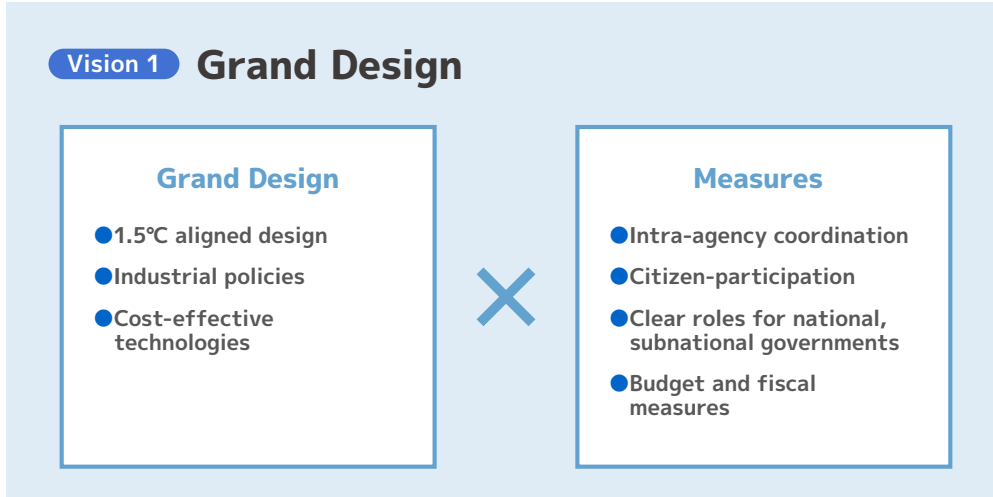 Vision 1 Grand Design
Grand Design
●1.5℃ aligned design
●Industrial policies
●Cost-effective
technologies
×
Measures
●Intra-agency coordination
●Citizen-participation
●Clear roles for national,
subnational governments
●Budget and fiscal
measures